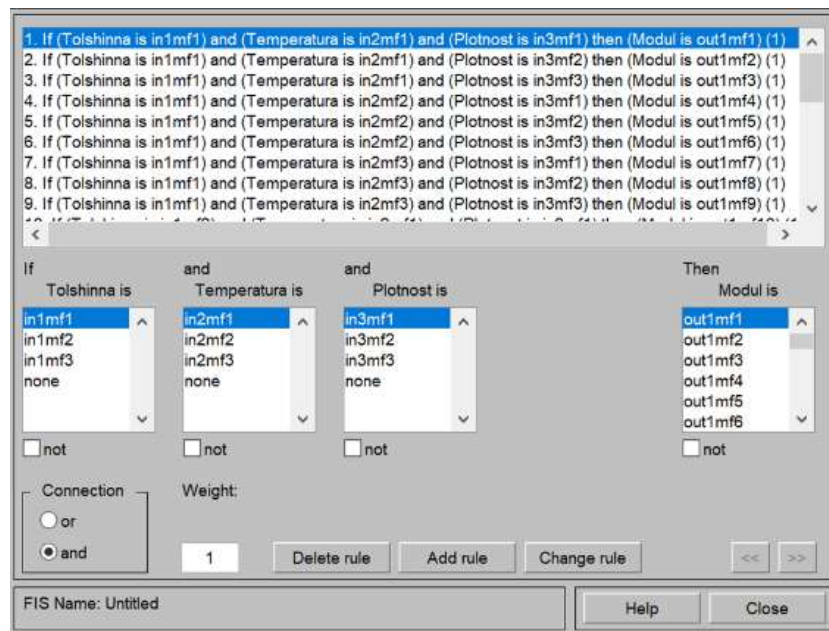 1. If (Tolshinna is in1mf1) and (Temperatura is in2mf1) and (Plotnost is in3mf1) then (Modul is out1mf1) (1)
2. If (Tolshinna is in1mf1) and (Temperatura is in2mf1) and (Plotnost is in3mf2) then (Modul is out1mf2) (1)
3. If (Tolshinna is in1mf1) and (Temperatura is in2mf1) and (Plotnost is in3mf3) then (Modul is out1mf3) (1)
4. If (Tolshinna is in1mf1) and (Temperatura is in2mf2) and (Plotnost is in3mf1) then (Modul is out1mf4) (1)
5. If (Tolshinna is in1mf1) and (Temperatura is in2mf2) and (Plotnost is in3mf2) then (Modul is out1mf5) (1)
6. If (Tolshinna is in1mf1) and (Temperatura is in2mf2) and (Plotnost is in3mf3) then (Modul is out1mf6) (1)
7. If (Tolshinna is in1mf1) and (Temperatura is in2mf3) and (Plotnost is in3mf1) then (Modul is out1mf7) (1)
8. If (Tolshinna is in1mf1) and (Temperatura is in2mf3) and (Plotnost is in3mf2) then (Modul is out1mf8) (1)
9. If (Tolshinna is in1mf1) and (Temperatura is in2mf3) and (Plotnost is in3mf3) then (Modul is out1mf9) (1)
If and and Then
Tolshinna is Temperatura is Plotnost is Modul is
in1mf1 in2mf1 in3mf1 out1mf1
in1mf2 in2mf2 in3mf2 out1mf2
in1mf3 in2mf3 in3mf3 out1mf3
none none none out1mf4
out1mf5
out1mf6
not not not not
Connection Weight:
or
and 1 Delete rule Add rule Change rule << >>
FIS Name: Untitled Help Close